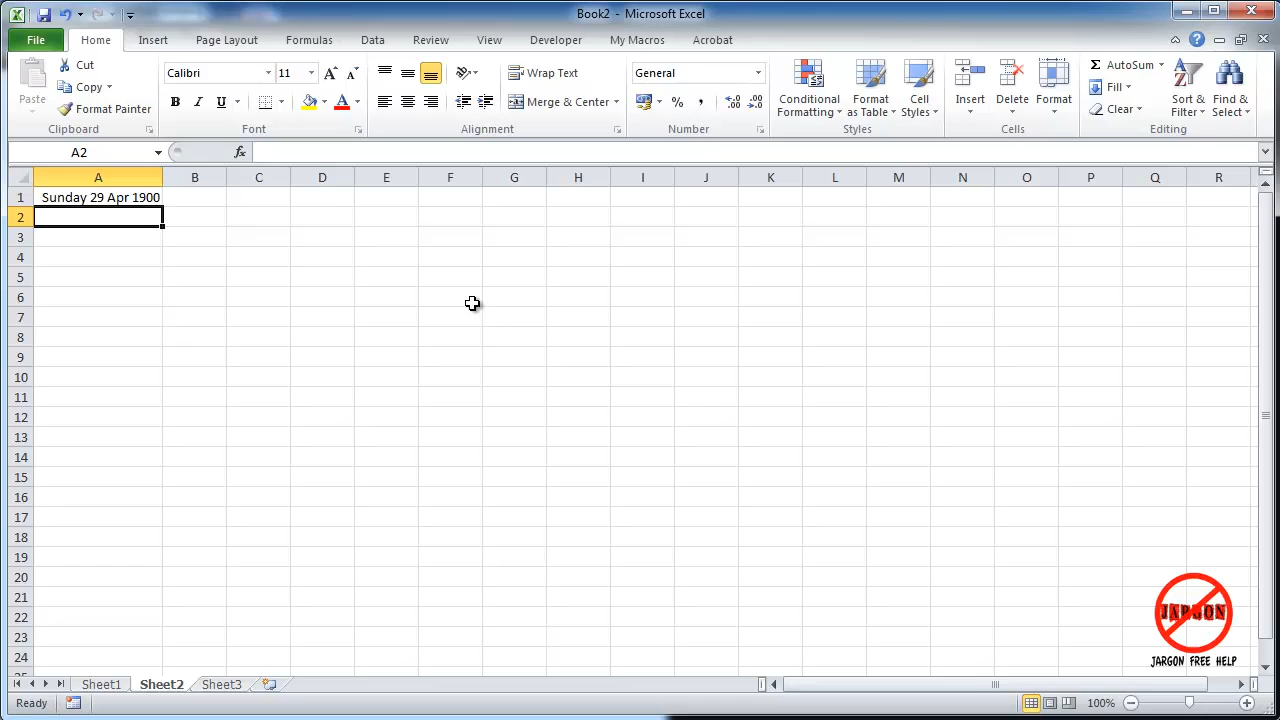 Book2 - Microsoft Excel
File Home Insert Page Layout Formulas Data Review View Developer My Macros Acrobat
Paste
Cut
Copy
Format Painter
Clipboard
Calibri 11
B I U
Font
Wrap Text
Merge & Center
Alignment
General
Number
Conditional Formatting
Format as Table
Cell Styles
Styles
Insert Delete Format
Cells
AutoSum
Fill
Clear
Sort & Filter
Find & Select
Editing
A2 fx
A B C D E F G H I J K L M N O P Q R
1 Sunday 29 Apr 1900
2
3
4
5
6
7
8
9
10
11
12
13
14
15
16
17
18
19
20
21
22
23
24
JARGON
JARGON FREE HELP
Sheet1 Sheet2 Sheet3
Ready 100%